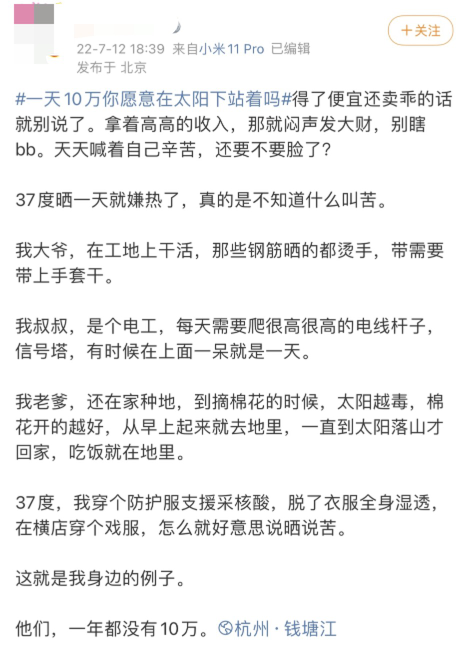 +关注
22-7-12 18:39 来自小米11 Pro 已编辑
发布于 北京
#一天10万你愿意在太阳下站着吗#得了便宜还卖乖的话
就别说了。拿着高高的收入，那就闷声发大财，别瞎
bb。天天喊着自己辛苦，还要不要脸了？
37度晒一天就嫌热了，真的是不知道什么叫苦。
我大爷，在工地上干活，那些钢筋晒的都烫手，带需要
带上手套干。
我叔叔，是个电工，每天需要爬很高很高的电线杆子，
信号塔，有时候在上面一呆就是一天。
我老爹，还在家种地，到摘棉花的时候，太阳越毒，棉
花开的越好，从早上起来就去地里，一直到太阳落山才
回家，吃饭就在地里。
37度，我穿个防护服支援采核酸，脱了衣服全身湿透，
在横店穿个戏服，怎么就好意思说晒说苦。
这就是我身边的例子。
他们，一年都没有10万。杭州·钱塘江